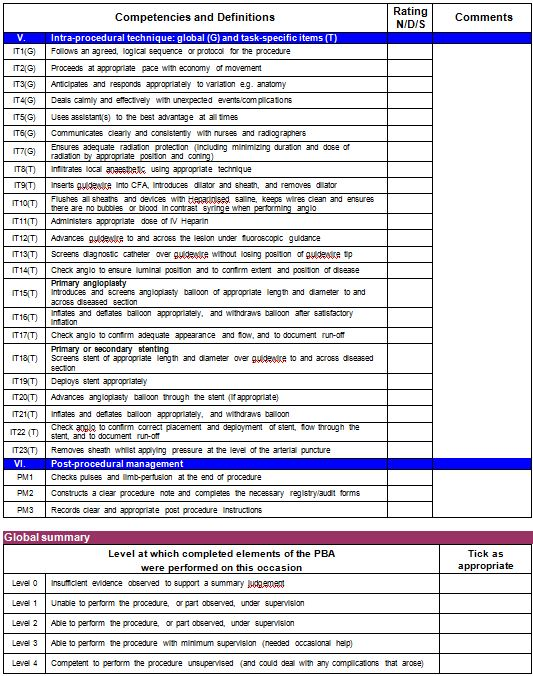 Competencies and Definitions
Rating
N/D/S
Comments
V. Intra-procedural technique: global (G) and task-specific items (T)
IT1(G) Follows an agreed, logical sequence or protocol for the procedure
IT2(G) Proceeds at appropriate pace with economy of movement
IT3(G) Anticipates and responds appropriately to variation e.g. anatomy
IT4(G) Deals calmly and effectively with unexpected events/complications
IT5(G) Uses assistant(s) to the best advantage at all times
IT6(G) Communicates clearly and consistently with nurses and radiographers
IT7(G) Ensures adequate radiation protection (including minimizing duration and dose of
radiation by appropriate position and coning)
IT8(T) Infiltrates local anaesthetic using appropriate technique
IT9(T) Inserts guidewire into CFA, introduces dilator and sheath, and removes dilator
IT10(T) Flushes all sheaths and devices with Heparinised saline, keeps wires clean and ensures
there are no bubbles or blood in contrast syringe when performing angio
IT11(T) Administers appropriate dose of IV Heparin
IT12(T) Advances guidewire to and across the lesion under fluoroscopic guidance
IT13(T) Screens diagnostic catheter over guidewire without losing position of guidewire tip
IT14(T) Check angio to ensure luminal position and to confirm extent and position of disease
Primary angioplasty
IT15(T) Introduces and screens angioplasty balloon of appropriate length and diameter to and
across diseased section
IT16(T) Inflates and deflates balloon appropriately, and withdraws balloon after satisfactory
inflation
IT17(T) Check angio to confirm adequate appearance and flow, and to document run-off
Primary or secondary stenting
IT18(T) Screens stent of appropriate length and diameter over guidewire to and across diseased
section
IT19(T) Deploys stent appropriately
IT20(T) Advances angioplasty balloon through the stent (if appropriate)
IT21(T) Inflates and deflates balloon appropriately, and withdraws balloon
IT22 (T) Check angio to confirm correct placement and deployment of stent, flow through the
stent, and to document run-off
IT23(T) Removes sheath whilst applying pressure at the level of the arterial puncture
VI. Post-procedural management
PM1 Checks pulses and limb-perfusion at the end of procedure
PM2 Constructs a clear procedure note and completes the necessary registry/audit forms
PM3 Records clear and appropriate post procedure instructions
Global summary
Level at which completed elements of the PBA
were performed on this occasion
Tick as
appropriate
Level 0 Insufficient evidence observed to support a summary judgement
Level 1 Unable to perform the procedure, or part observed, under supervision
Level 2 Able to perform the procedure, or part observed, under supervision
Level 3 Able to perform the procedure with minimum supervision (needed occasional help)
Level 4 Competent to perform the procedure unsupervised (and could deal with any complications that arose)